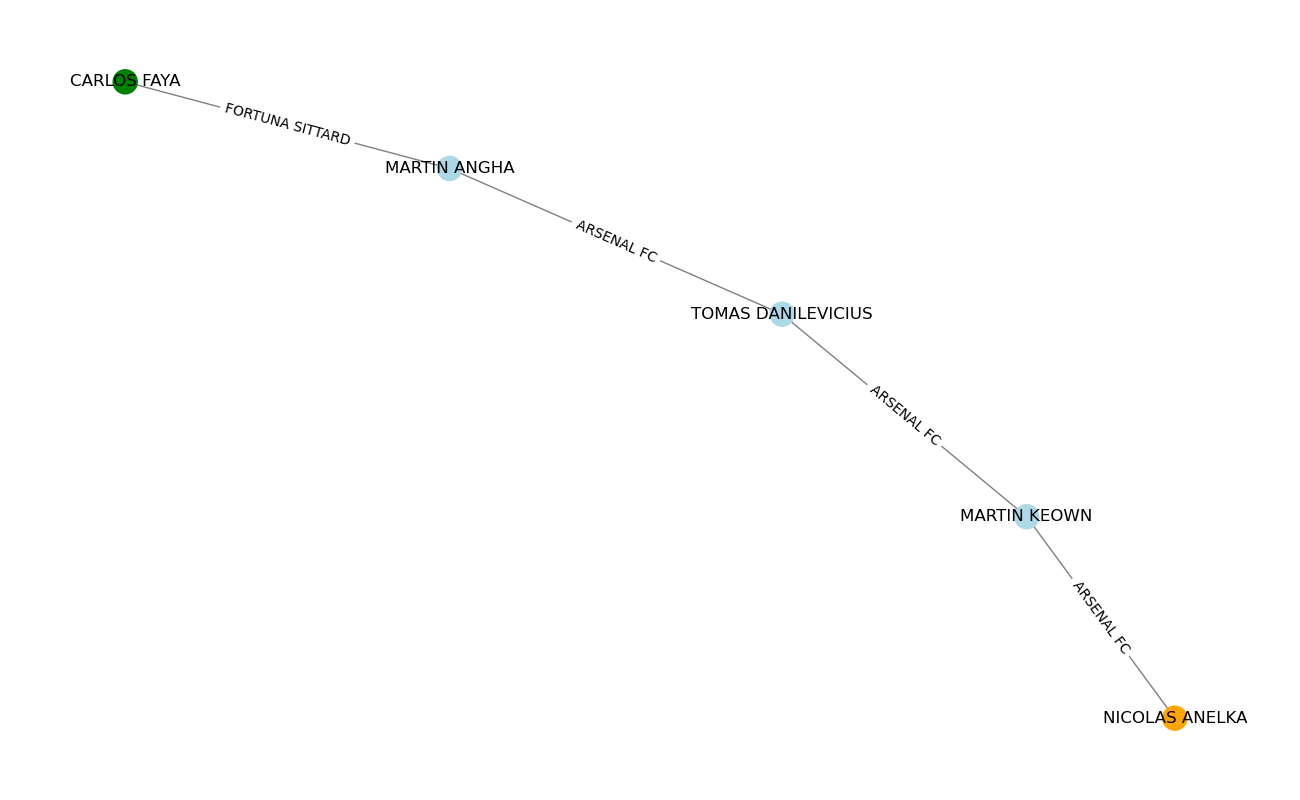 CARLOS FAYA
FORTUNA SITTARD
MARTIN ANGHA
ARSENAL FC
TOMAS DANILEVICIUS
ARSENAL FC
MARTIN KEOWN
ARSENAL FC
NICOLAS ANELKA